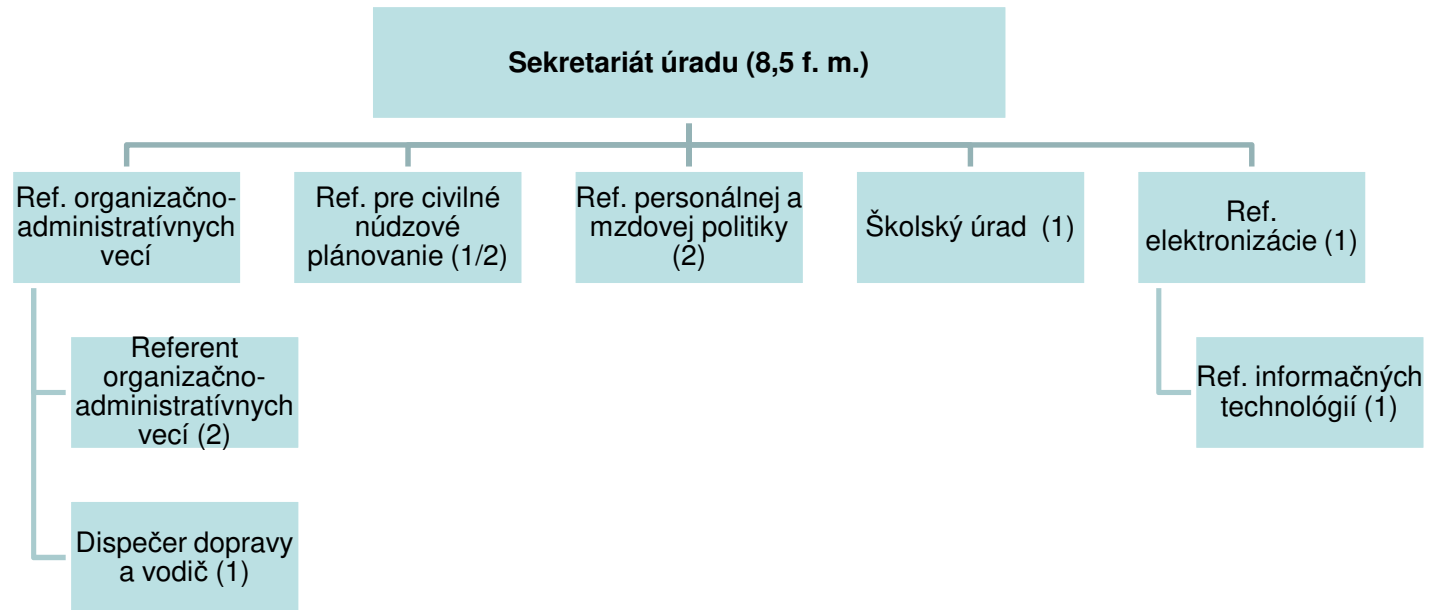 Sekretariát úradu (8,5 f. m.)
Ref. organizačno-
administratívnych
vecí
Ref. pre civilné
núdzové
plánovanie (1/2)
Ref. personálnej a
mzdovej politiky
(2)
Školský úrad  (1)
Ref.
elektronizácie (1)
Referent
organizačno-
administratívnych
vecí (2)
Ref. informačných
technológií (1)
Dispečer dopravy
a vodič (1)